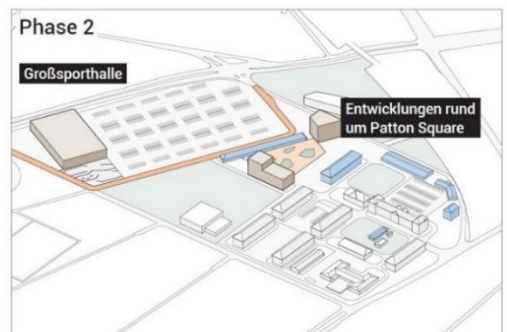 Phase 2
Großsporthalle
Entwicklungen rund
um Patton Square